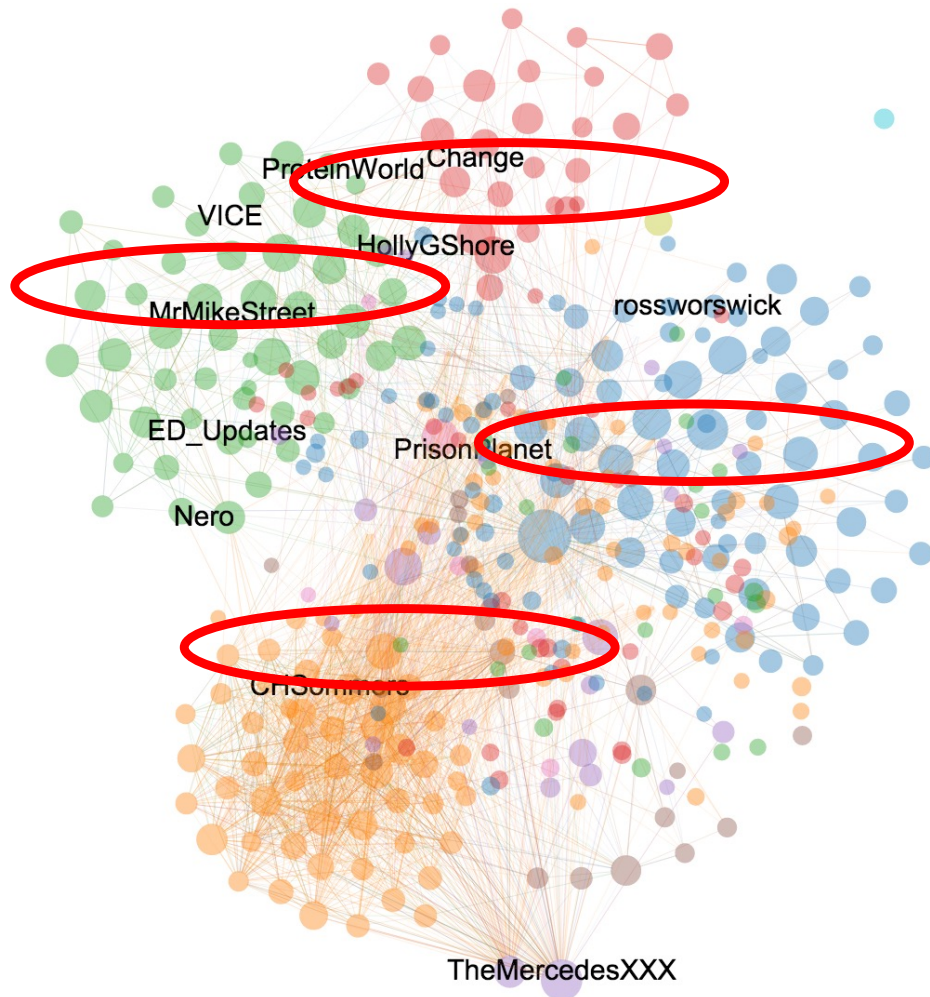 Change
ProteinWorld
VICE
HollyGShore
rossworswick
MrMikeStreet
ED_Updates
PrisonPlanet
Nero
CHSommers
TheMercedesXXX